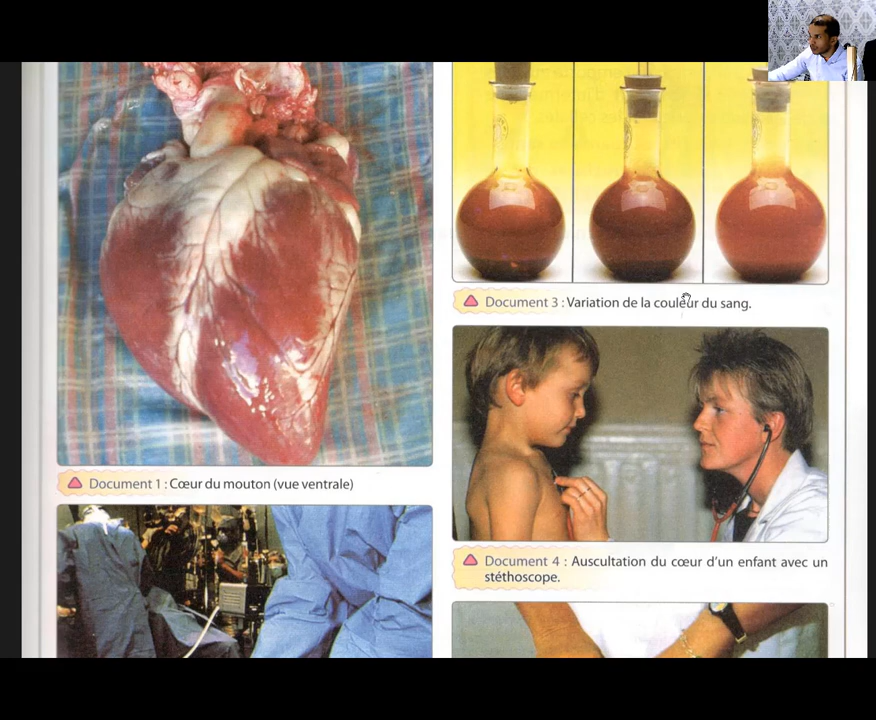 Document 3 : Variation de la couleur du sang.
Document 1 : Cœur du mouton (vue ventrale)
Document 4 : Auscultation du cœur d'un enfant avec un
stéthoscope.